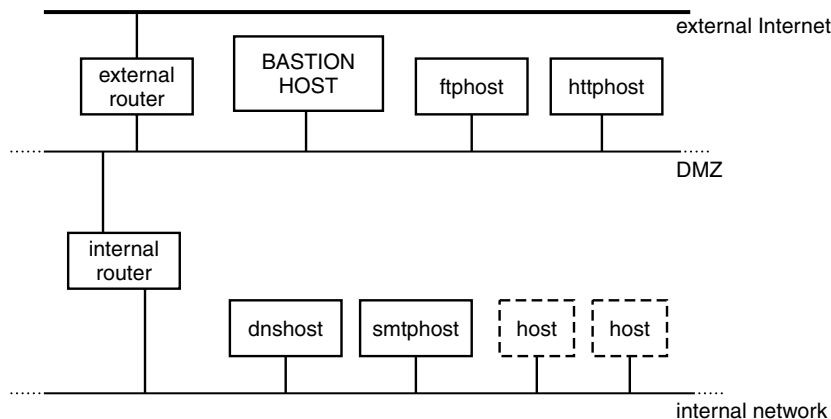 external Internet
external
router
BASTION
HOST
ftphost
httphost
DMZ
internal
router
dnshost
smtphost
host
host
internal network